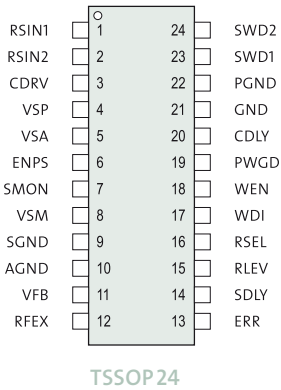 RSIN1 1 24 SWD2
RSIN2 2 23 SWD1
CDRV 3 22 PGND
VSP 4 21 GND
VSA 5 20 CDLY
ENPS 6 19 PWGD
SMON 7 18 WEN
VSM 8 17 WDI
SGND 9 16 RSEL
AGND 10 15 RLEV
VFB 11 14 SDLY
RFEX 12 13 ERR
TSSOP24